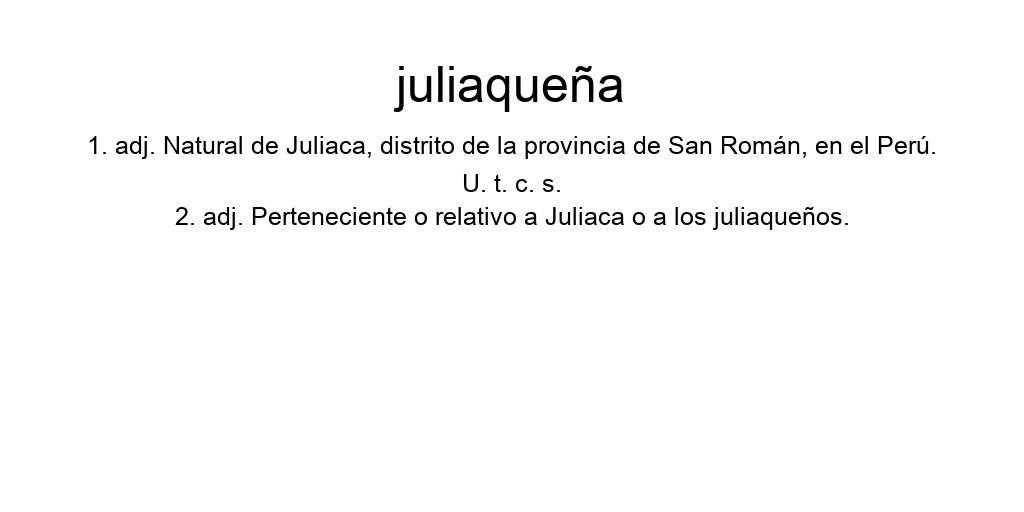 juliaqueña
1. adj. Natural de Juliaca, distrito de la provincia de San Román, en el Perú.
U. t. c. s.
2. adj. Perteneciente o relativo a Juliaca o a los juliaqueños.